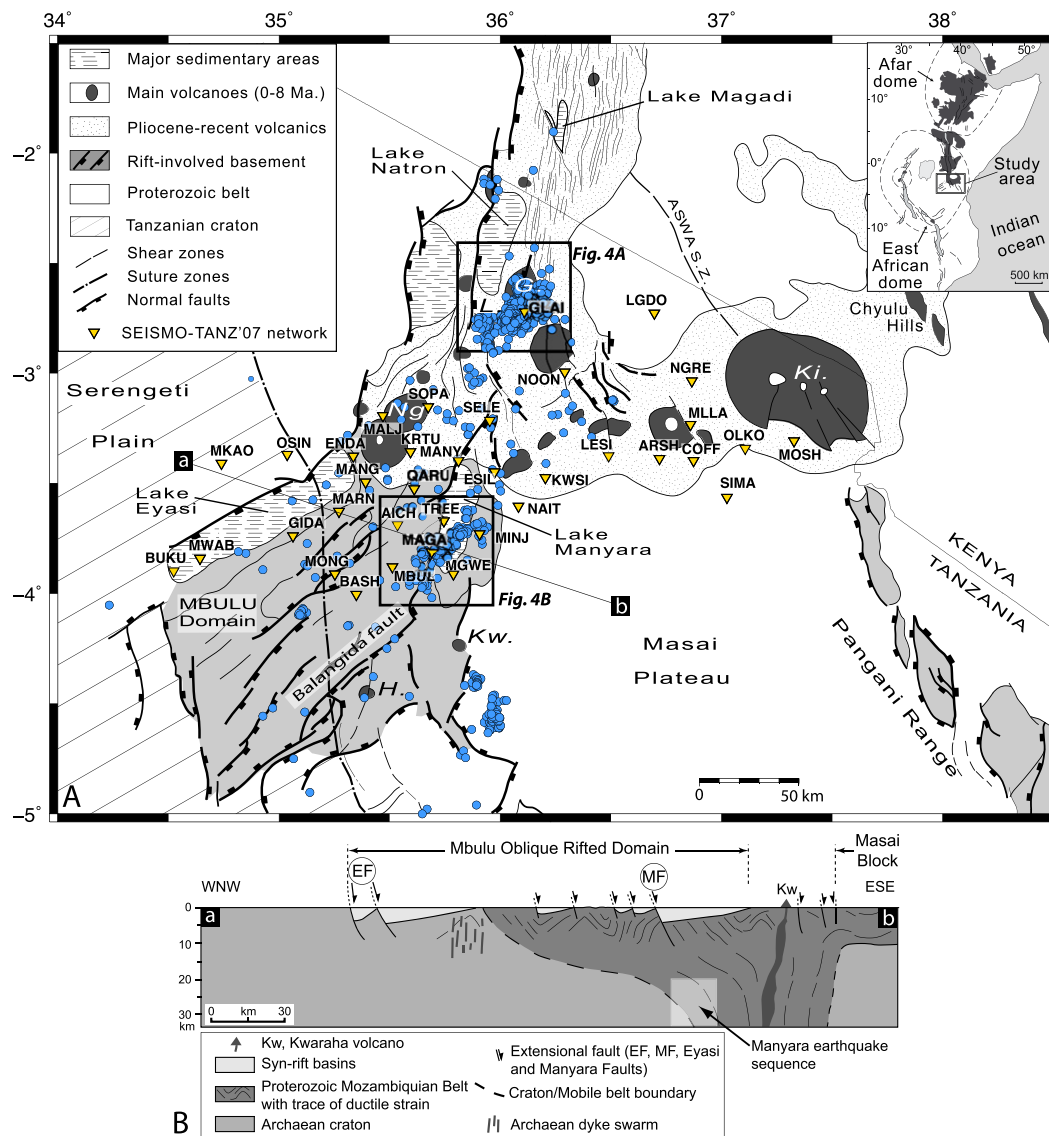 34°
35°
36°
37°
38°
–2°
–3°
–4°
–5°
Major sedimentary areas
Main volcanoes (0-8 Ma.)
Pliocene-recent volcanics
Rift-involved basement
Proterozoic belt
Tanzanian craton
Shear zones
Suture zones
Normal faults
SEISMO-TANZ'07 network
30°
40°
50°
Afar
dome
10°
0°
Study
area
10°
East
African
dome
Indian
ocean
500 km
Lake Magadi
Lake
Natron
ASWA S.Z.
Fig. 4A
G.
L.
GLAI
LGDO
Chyulu
Hills
NOON
NGRE
Ki.
Serengeti
Plain
SOPA
Ng
SELE
MALJ
KRTU
MLLA
MKAO
OSIN
ENDA
MANY
LESI
ARSH
COFF
OLKO
MOSH
a
MANG
QARU
ESIL
KWSI
SIMA
Lake
Eyasi
MARN
AICH
TREE
NAIT
GIDA
MAGA
MINJ
Lake
Manyara
BUKU
MWAB
MONG
MBUL
MGWE
BASH
Fig. 4B
b
KENYA
TANZANIA
MBULU
Domain
Balangida fault
Kw.
H.
Masai
Plateau
Pangani Range
0
50 km
A
Mbulu Oblique Rifted Domain
Masai
Block
WNW
EF
MF
Kw
ESE
a
b
0
10
20
30
km
0 km 30
Manyara earthquake
sequence
Kw, Kwaraha volcano
Syn-rift basins
Proterozoic Mozambiquian Belt
with trace of ductile strain
Archaean craton
Extensional fault (EF, MF, Eyasi
and Manyara Faults)
Craton/Mobile belt boundary
Archaean dyke swarm
B